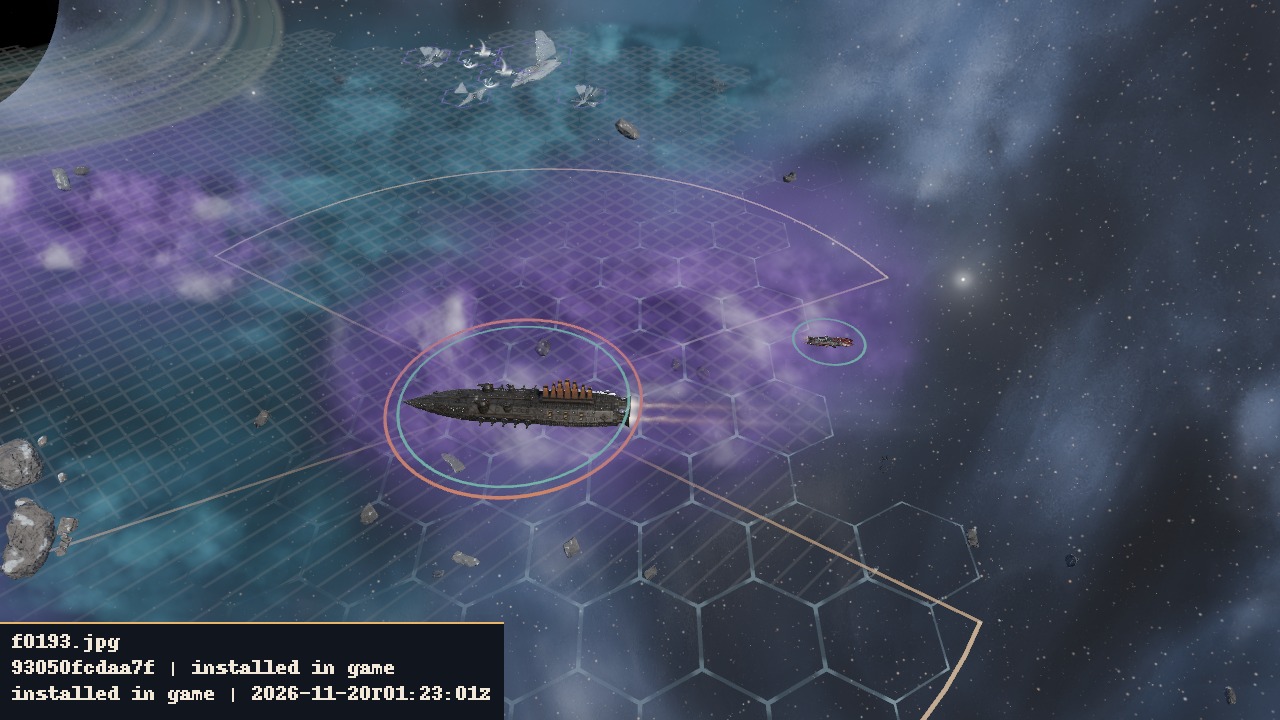 f0193.jpg
93050fcdaa7f | installed in game
installed in game | 2026-11-20T01:23:01Z